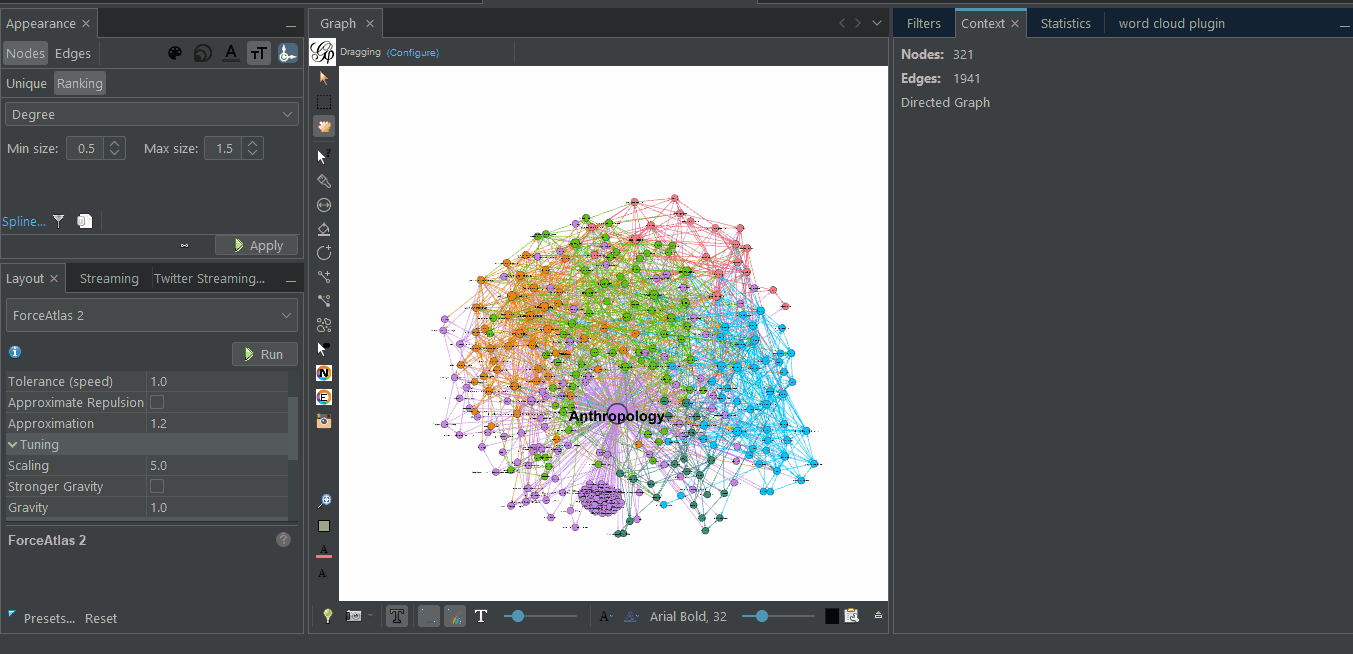 Appearance
Nodes Edges
Unique Ranking
Degree
Min size: 0.5 Max size: 1.5
Spline...
Apply
Layout Streaming Twitter Streaming...
ForceAtlas 2
Run
Tolerance (speed) 1.0
Approximate Repulsion
Approximation 1.2
Tuning
Scaling 5.0
Stronger Gravity
Gravity 1.0
ForceAtlas 2
Presets... Reset
Graph
Dragging (Configure)
Anthropology
Arial Bold, 32
Filters Context Statistics word cloud plugin
Nodes: 321
Edges: 1941
Directed Graph